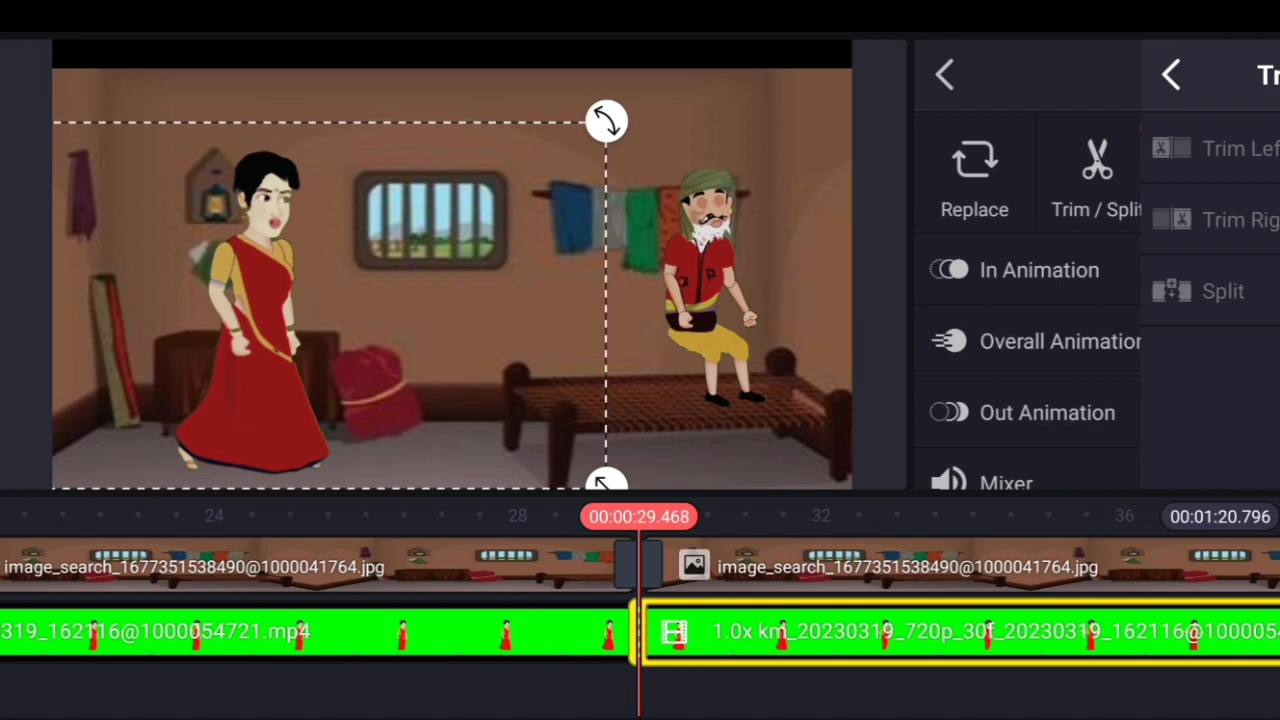 Tr
Replace
Trim / Split
Trim Lef
Trim Rig
In Animation
Split
Overall Animation
Out Animation
Mixer
24
28
00:00:29.468
32
36
00:01:20.796
image_search_1677351538490@1000041764.jpg
image_search_1677351538490@1000041764.jpg
319_162116@1000054721.mp4
1.0x km_20230319_720p_30f_20230319_162116@100005